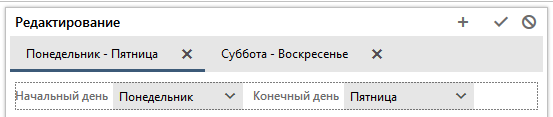 Редактирование
Понедельник - Пятница Суббота - Воскресенье
Начальный день Понедельник Конечный день Пятница